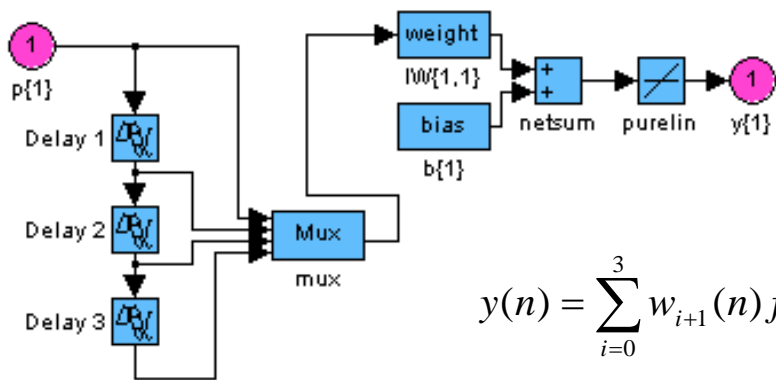 1
p{1}
Delay 1
Delay 2
Delay 3
Mux
mux
weight
IW{1,1}
bias
b{1}
+
+
netsum
purelin
1
y{1}
y(n) = \sum_{i=0}^{3} w_{i+1}(n)